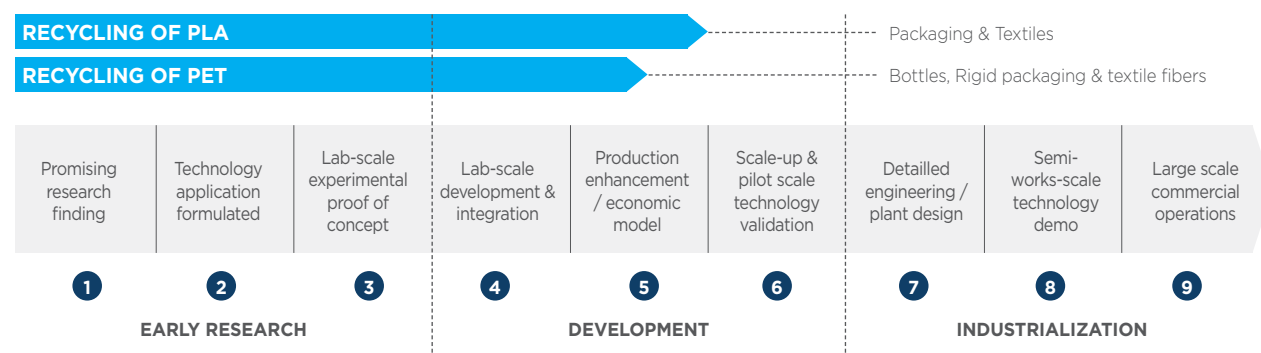 RECYCLING OF PLA
Packaging & Textiles
RECYCLING OF PET
Bottles, Rigid packaging & textile fibers
Promising
research
finding
Technology
application
formulated
Lab-scale
experimental
proof of
concept
Lab-scale
development &
integration
Production
enhancement
/ economic
model
Scale-up &
pilot scale
technology
validation
Detailled
engineering /
plant design
Semi-
works-scale
technology
demo
Large scale
commercial
operations
1
2
3
4
5
6
7
8
9
EARLY RESEARCH
DEVELOPMENT
INDUSTRIALIZATION